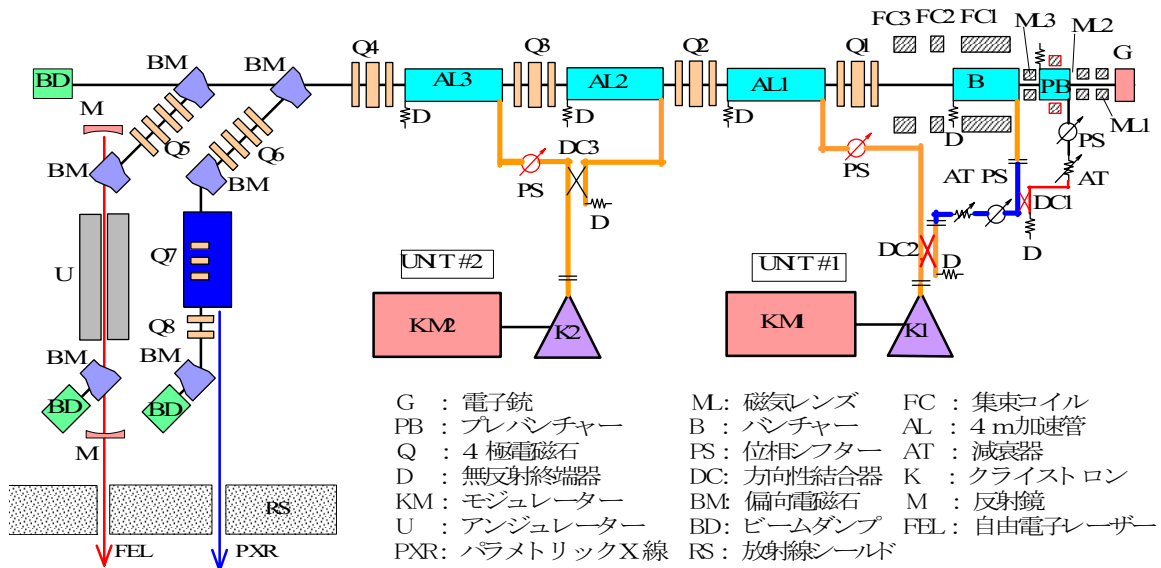 FC3 FC2 FC1 ML3 ML2 G
Q4 Q3 Q2 Q1
BM BM
BD AL3 AL2 AL1 B PB
M D D D D ML1
Q5 Q6 DC3 PS
BM BM PS PS AT PS AT
DC1
D D
Q7 DC2 D
U UNIT #2 UNIT #1
Q8 KM2 K2 KM1 K1
BM BM
BD BD
M
RS
FEL PXR
G : 電子銃 ML: 磁気レンズ FC : 集束コイル
PB : プレバンチャー B : バンチャー AL : 4m加速管
Q : 4極電磁石 PS : 位相シフター AT : 減衰器
D : 無反射終端器 DC: 方向性結合器 K : クライストロン
KM : モジュレーター BM: 偏向電磁石 M : 反射鏡
U : アンジュレーター BD: ビームダンプ FEL : 自由電子レーザー
PXR: パラメトリックX線 RS : 放射線シールド